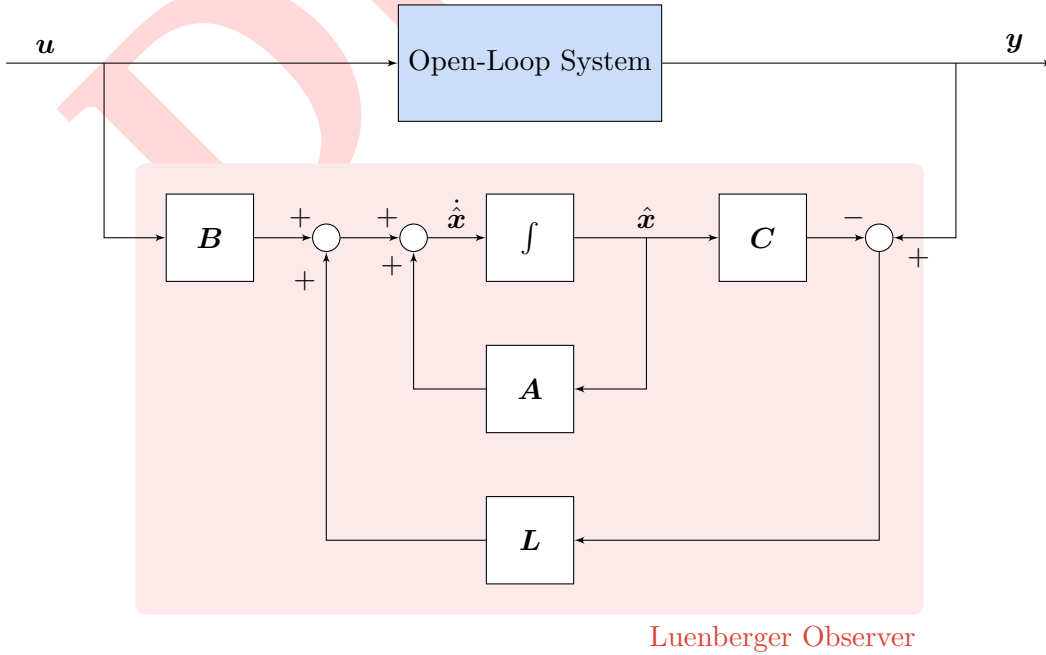 u
Open-Loop System
y
B
+
+
+
+
ẋ̂
∫
x̂
C
−
+
A
L
Luenberger Observer